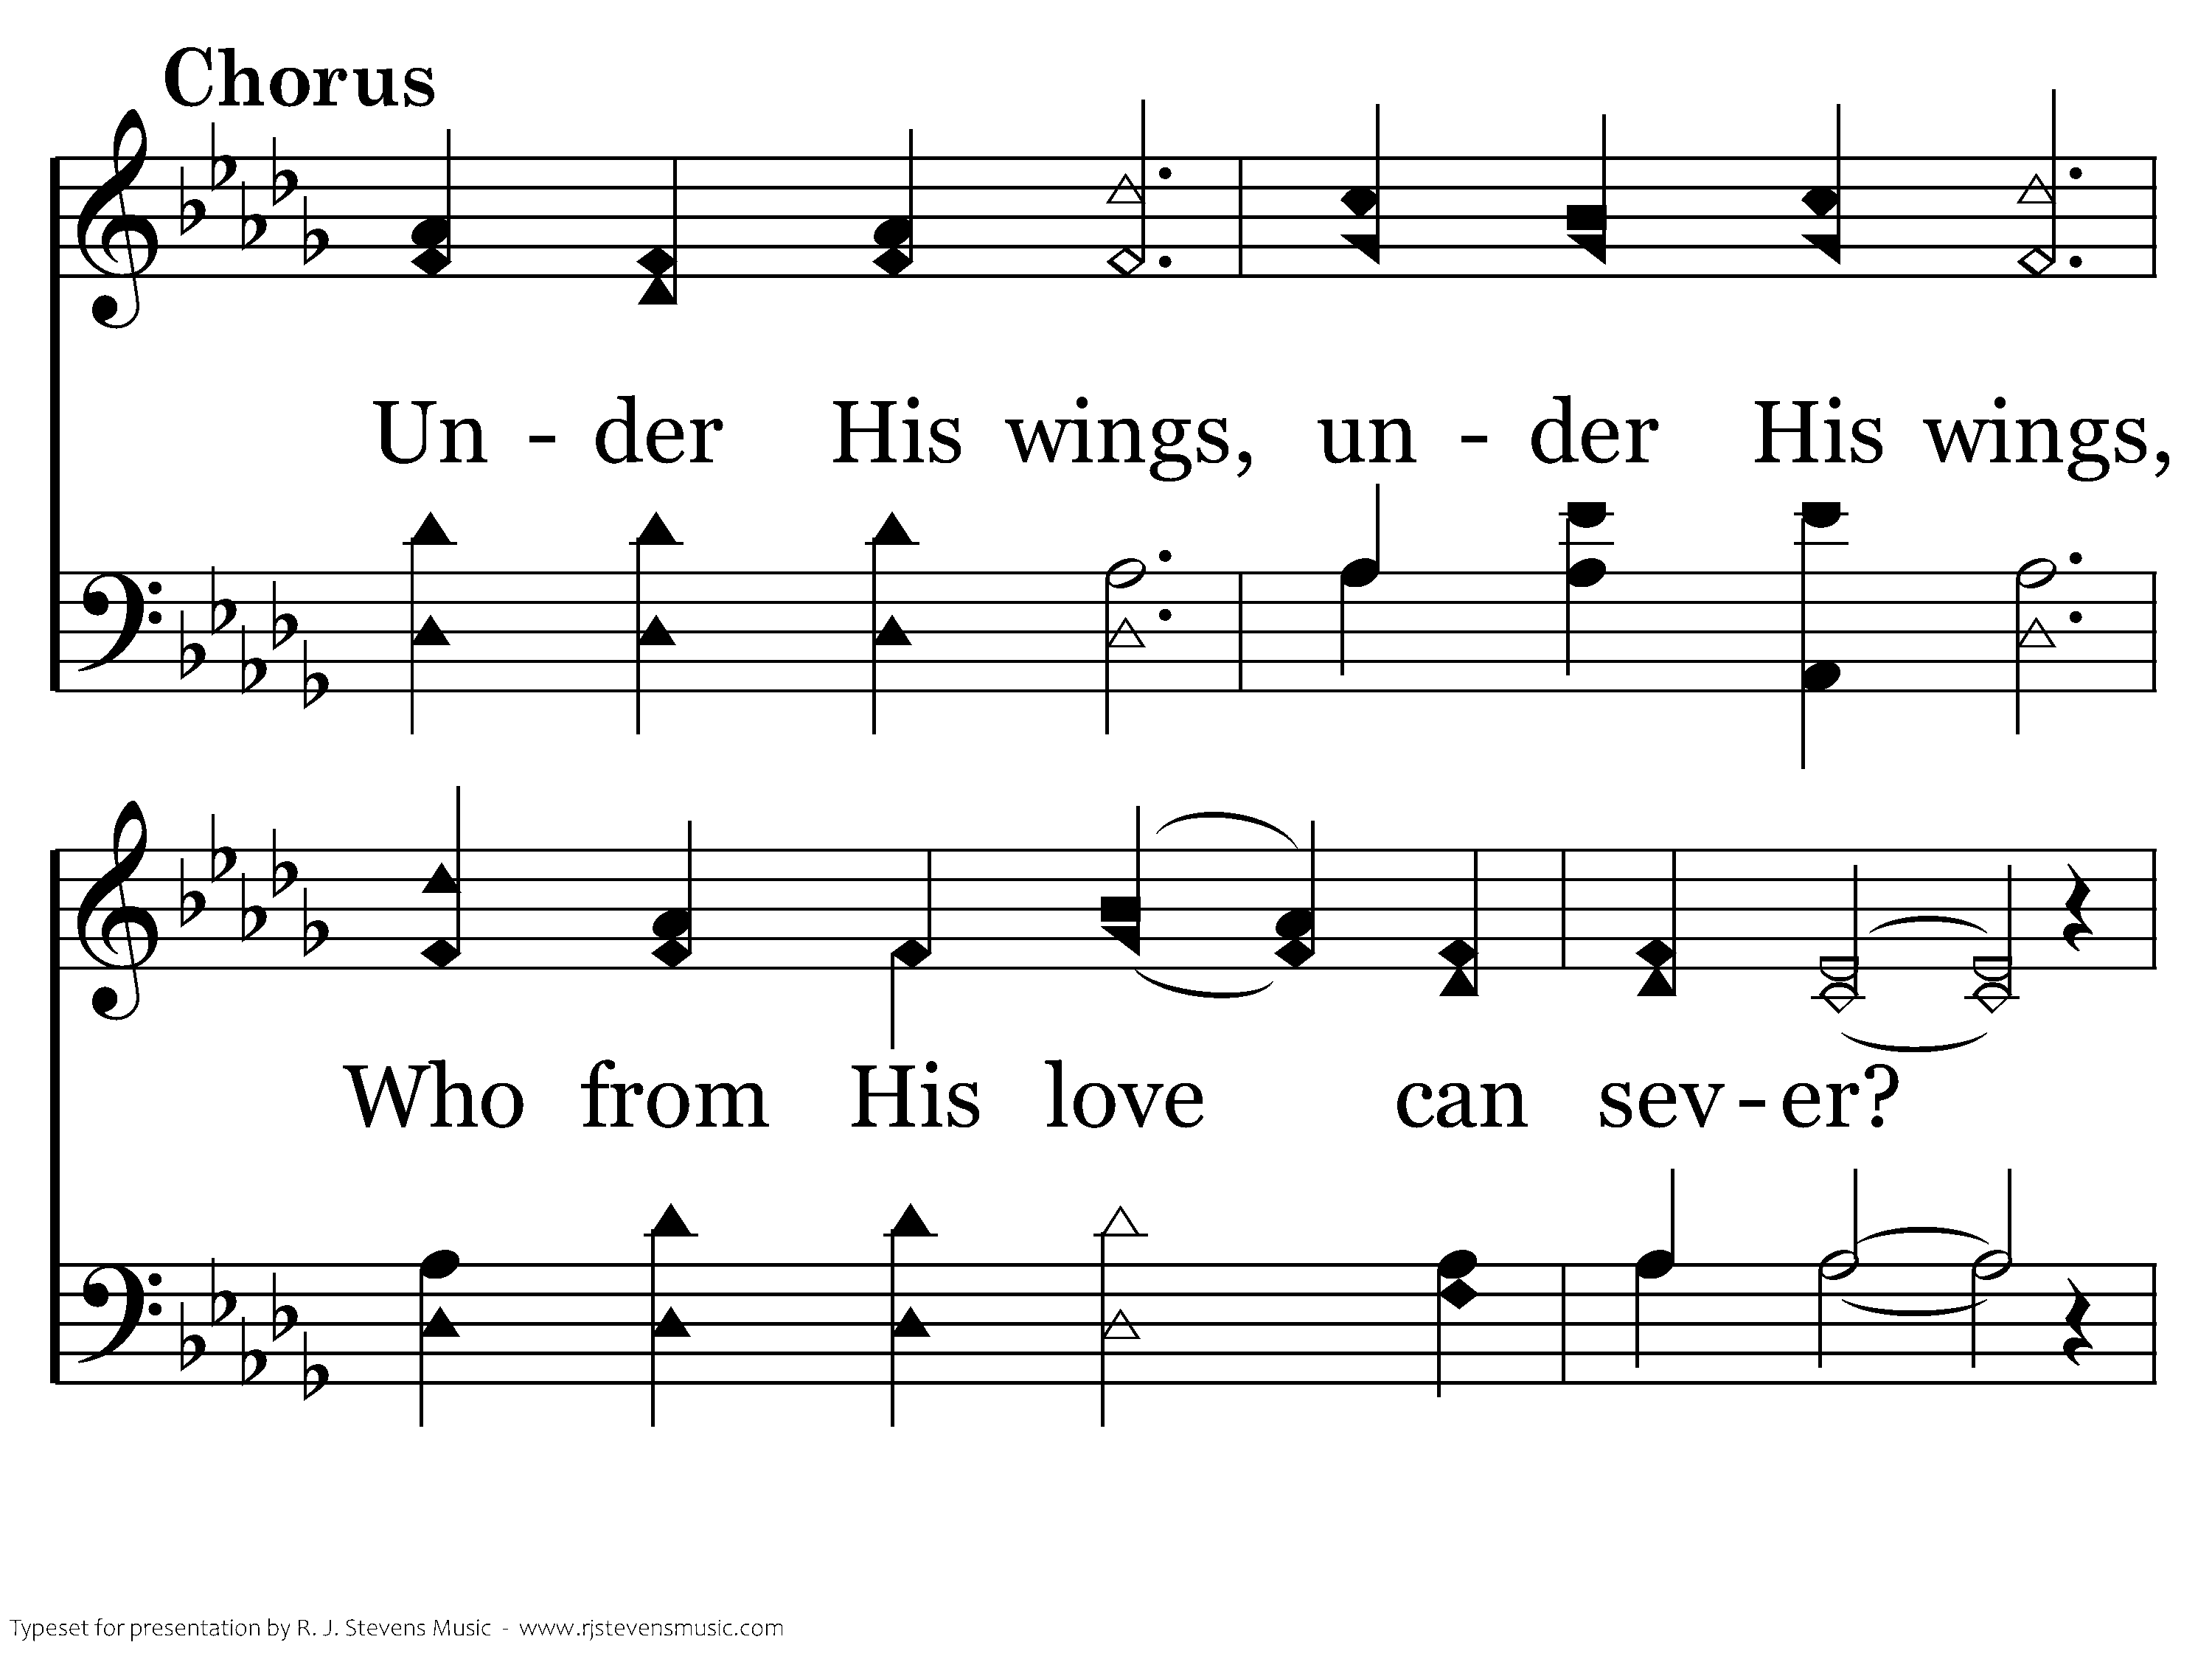 Chorus
Un - der His wings, un - der His wings,
Who from His love can sev - er?
Typeset for presentation by R. J. Stevens Music - www.rjstevensmusic.com